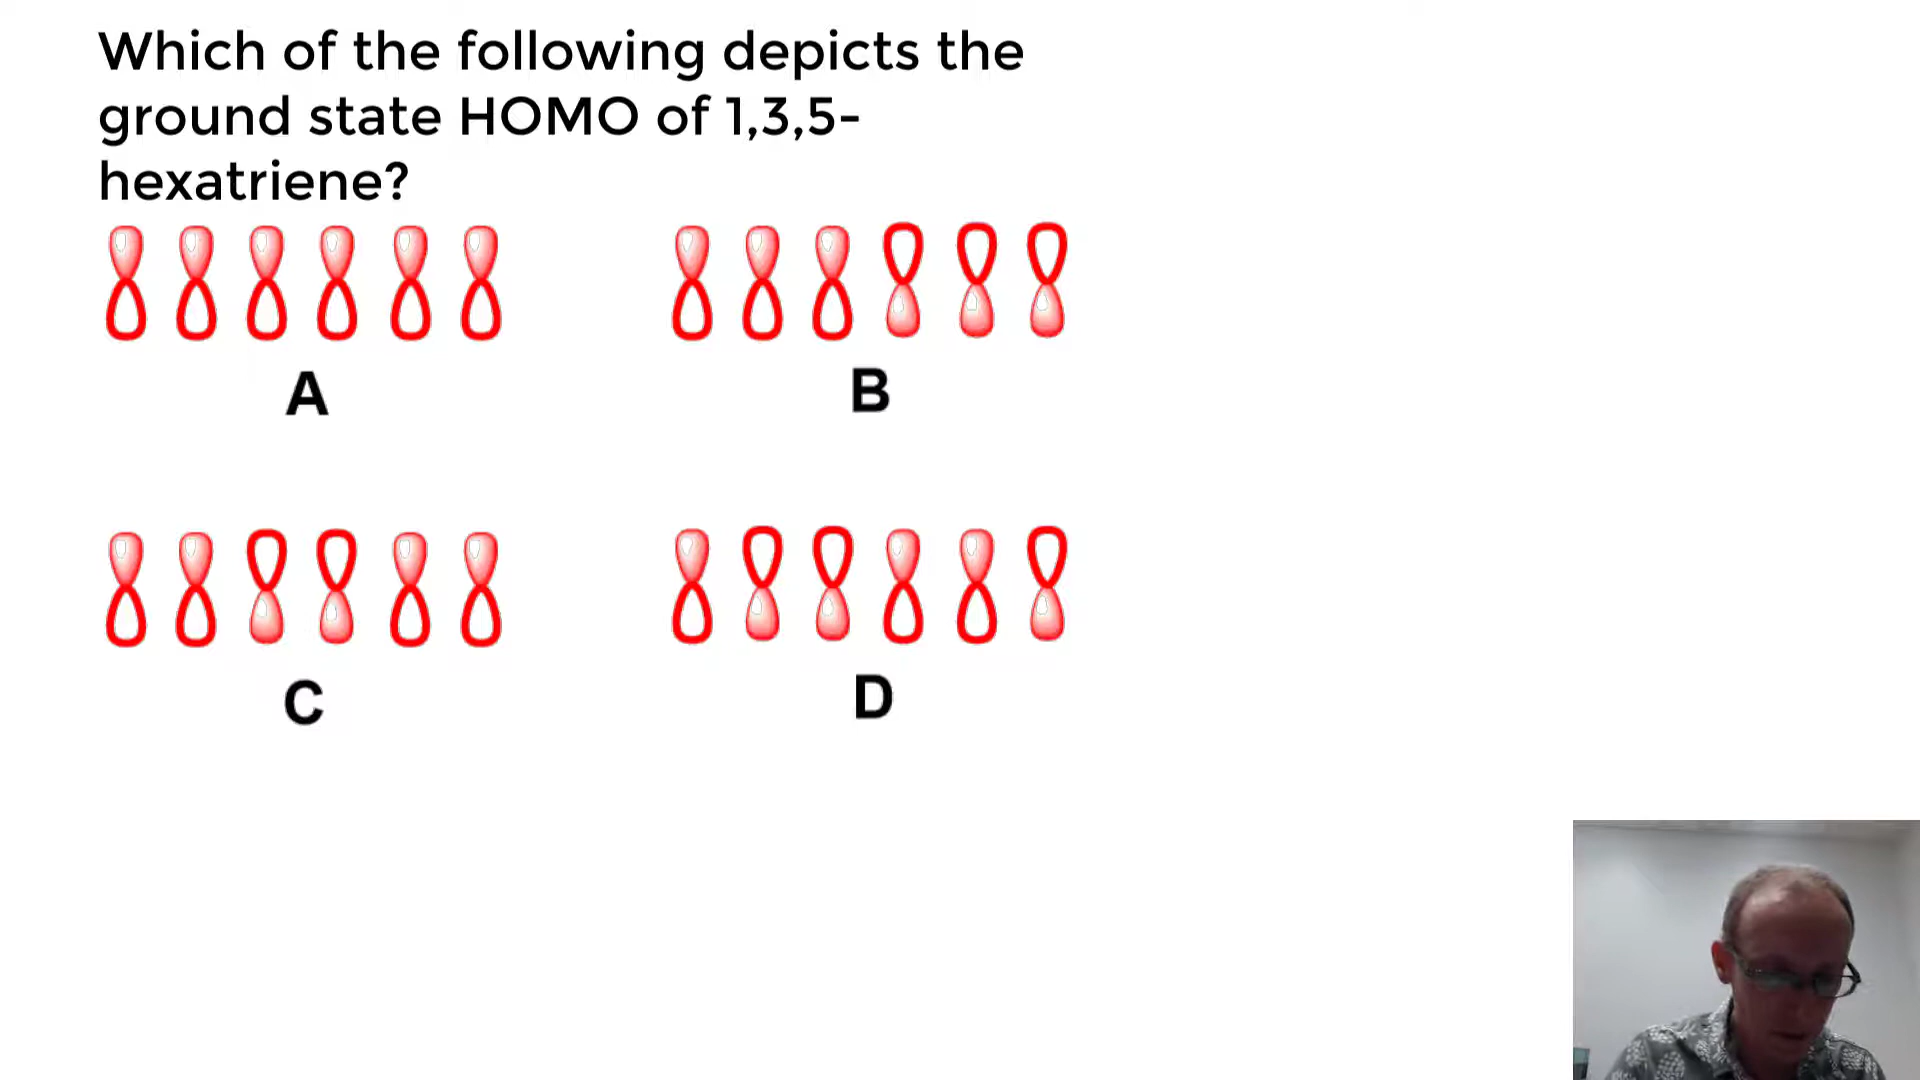 Which of the following depicts the
ground state HOMO of 1,3,5-
hexatriene?
A
B
C
D